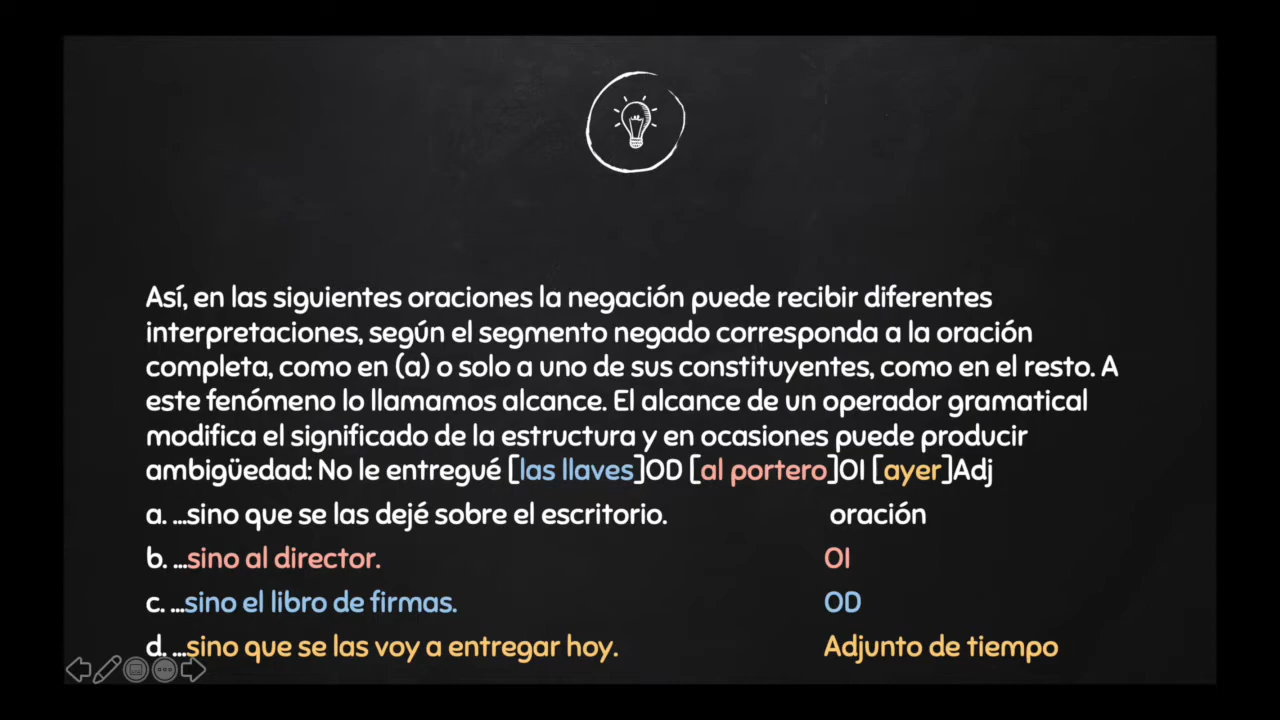 Así, en las siguientes oraciones la negación puede recibir diferentes
interpretaciones, según el segmento negado corresponda a la oración
completa, como en (a) o solo a uno de sus constituyentes, como en el resto. A
este fenómeno lo llamamos alcance. El alcance de un operador gramatical
modifica el significado de la estructura y en ocasiones puede producir
ambigüedad: No le entregué [las llaves]OD [al portero]OI [ayer]Adj
a. ...sino que se las dejé sobre el escritorio. oración
b. ...sino al director. OI
c. ...sino el libro de firmas. OD
d. ...sino que se las voy a entregar hoy. Adjunto de tiempo